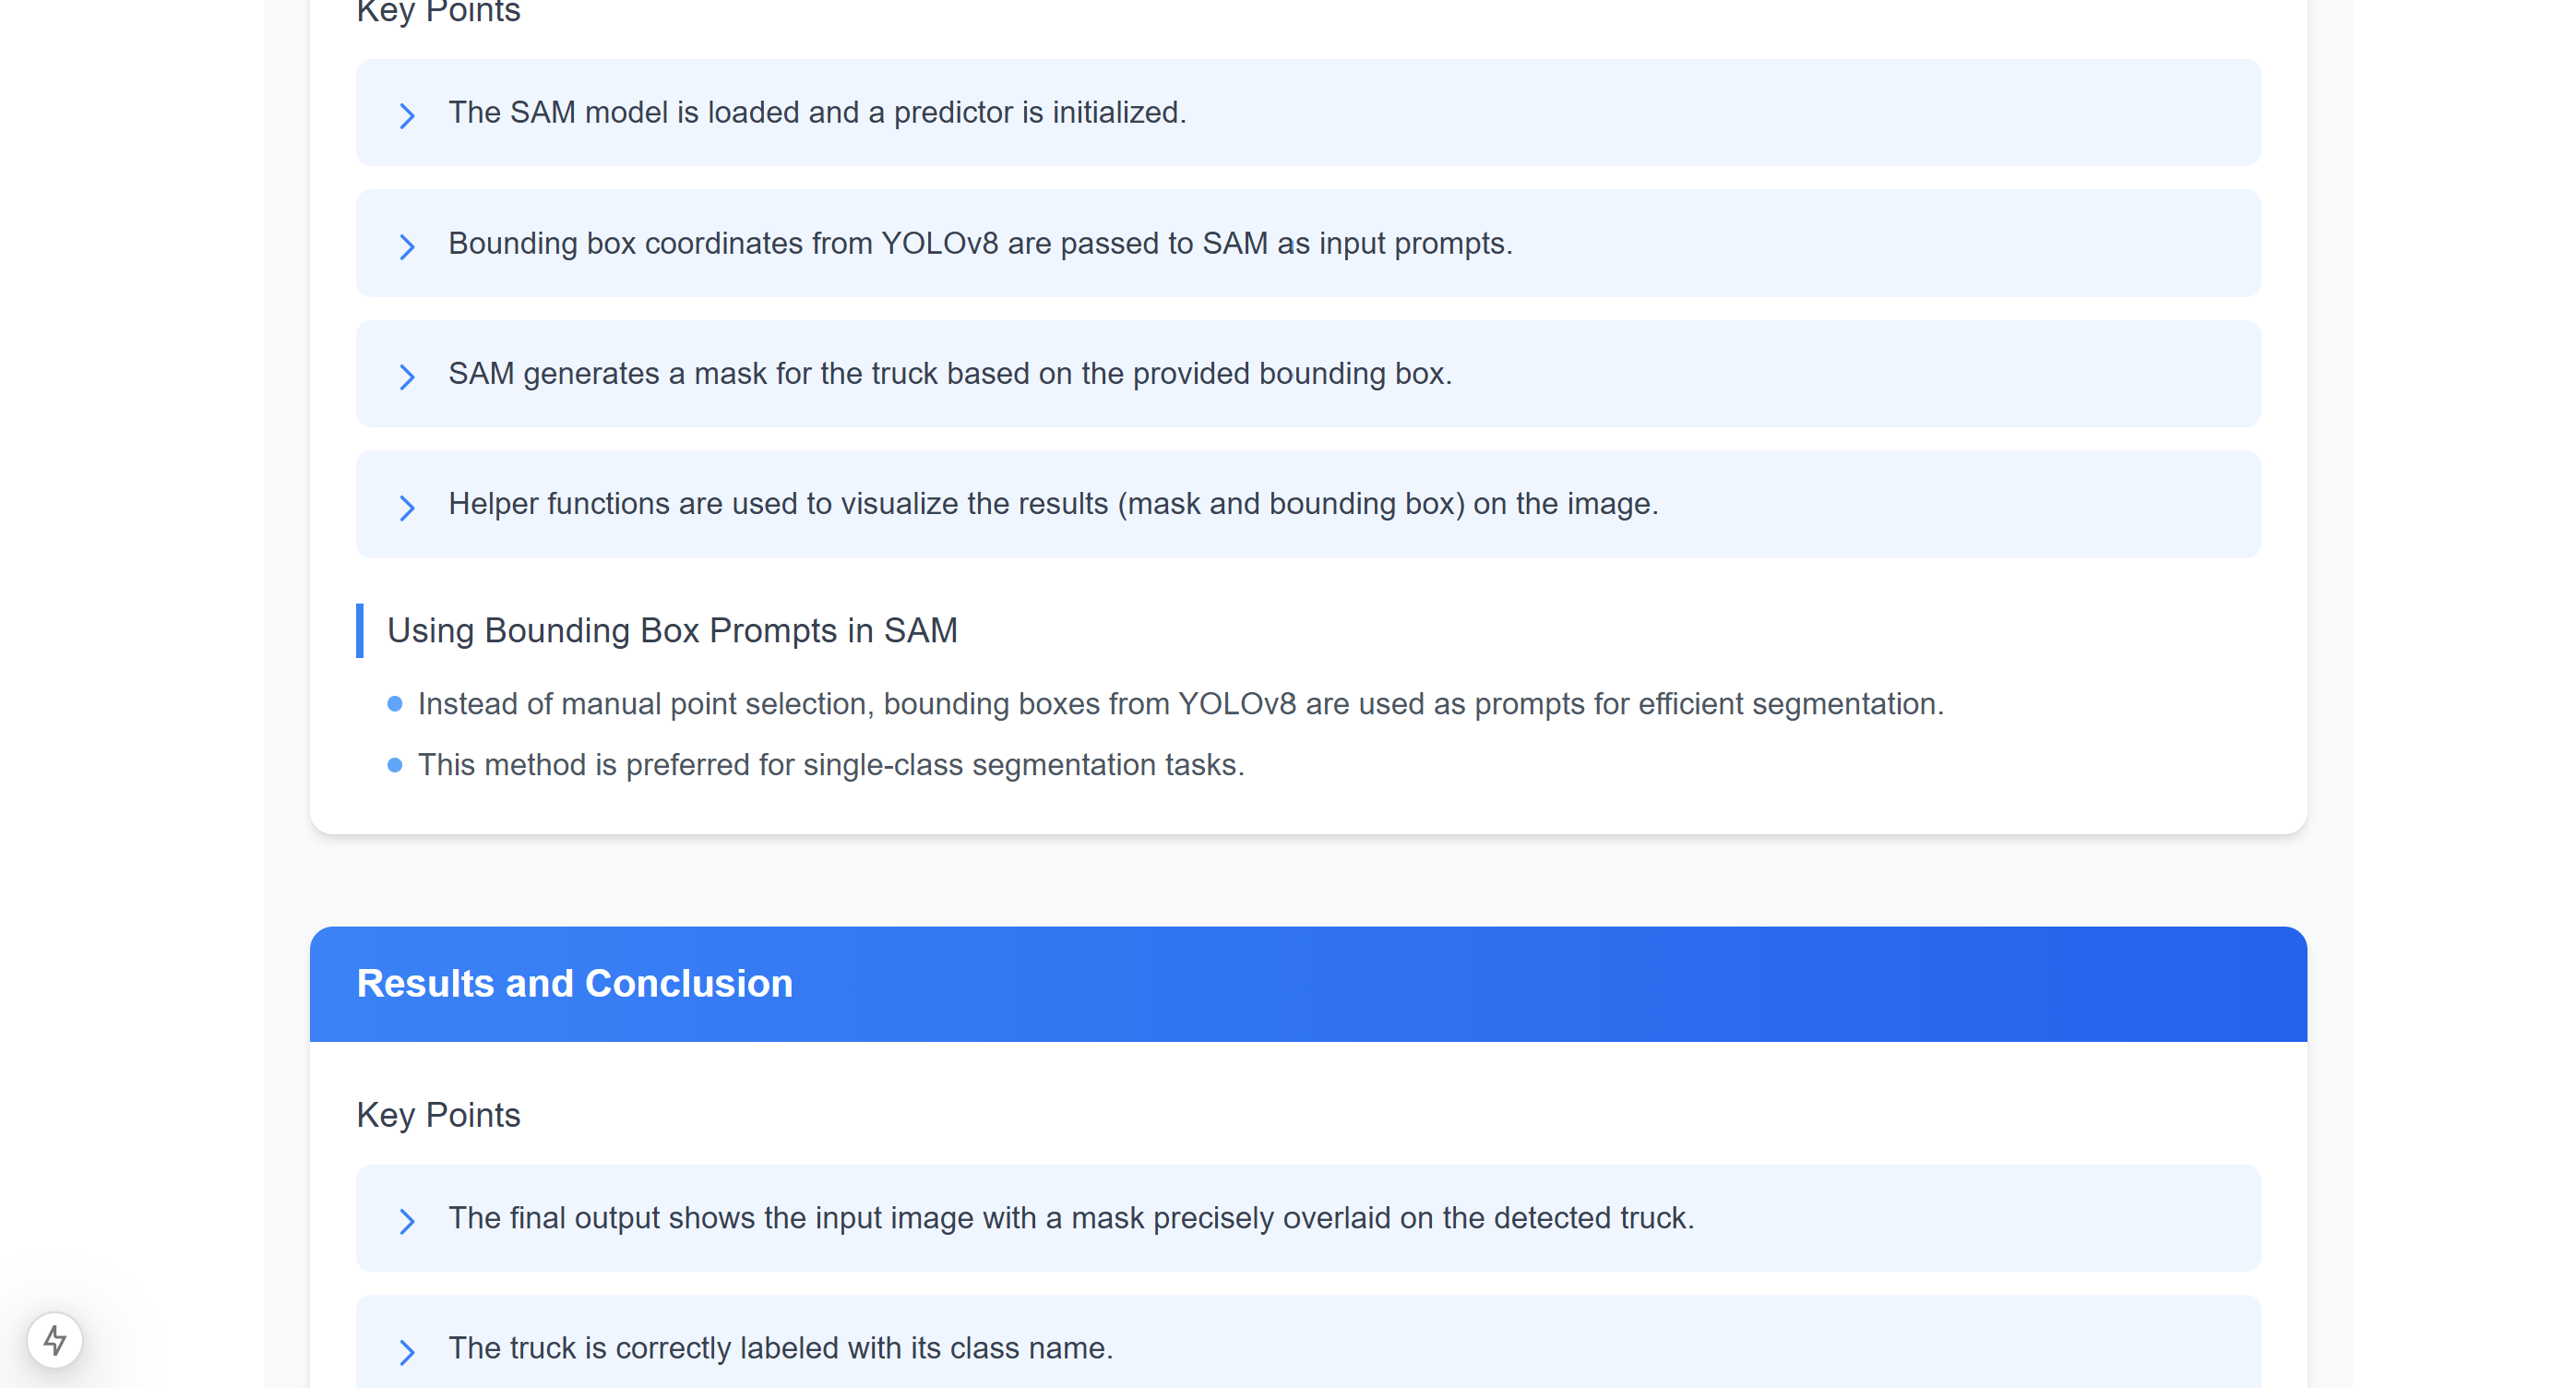 Key Points
The SAM model is loaded and a predictor is initialized.
Bounding box coordinates from YOLOv8 are passed to SAM as input prompts.
SAM generates a mask for the truck based on the provided bounding box.
Helper functions are used to visualize the results (mask and bounding box) on the image.
Using Bounding Box Prompts in SAM
Instead of manual point selection, bounding boxes from YOLOv8 are used as prompts for efficient segmentation.
This method is preferred for single-class segmentation tasks.
Results and Conclusion
Key Points
The final output shows the input image with a mask precisely overlaid on the detected truck.
The truck is correctly labeled with its class name.